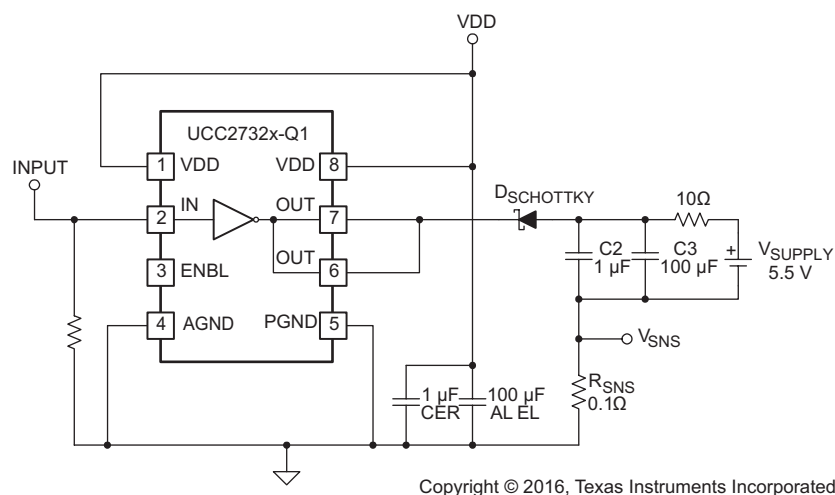 VDD
UCC2732x-Q1
INPUT
1 VDD VDD 8
DSCHOTTKY
10Ω
2 IN OUT 7
C2
1 µF
C3
100 µF
+
VSUPPLY
5.5 V
3 ENBL OUT 6
4 AGND PGND 5
VSNS
1 µF
CER
100 µF
AL EL
RSNS
0.1Ω
Copyright © 2016, Texas Instruments Incorporated